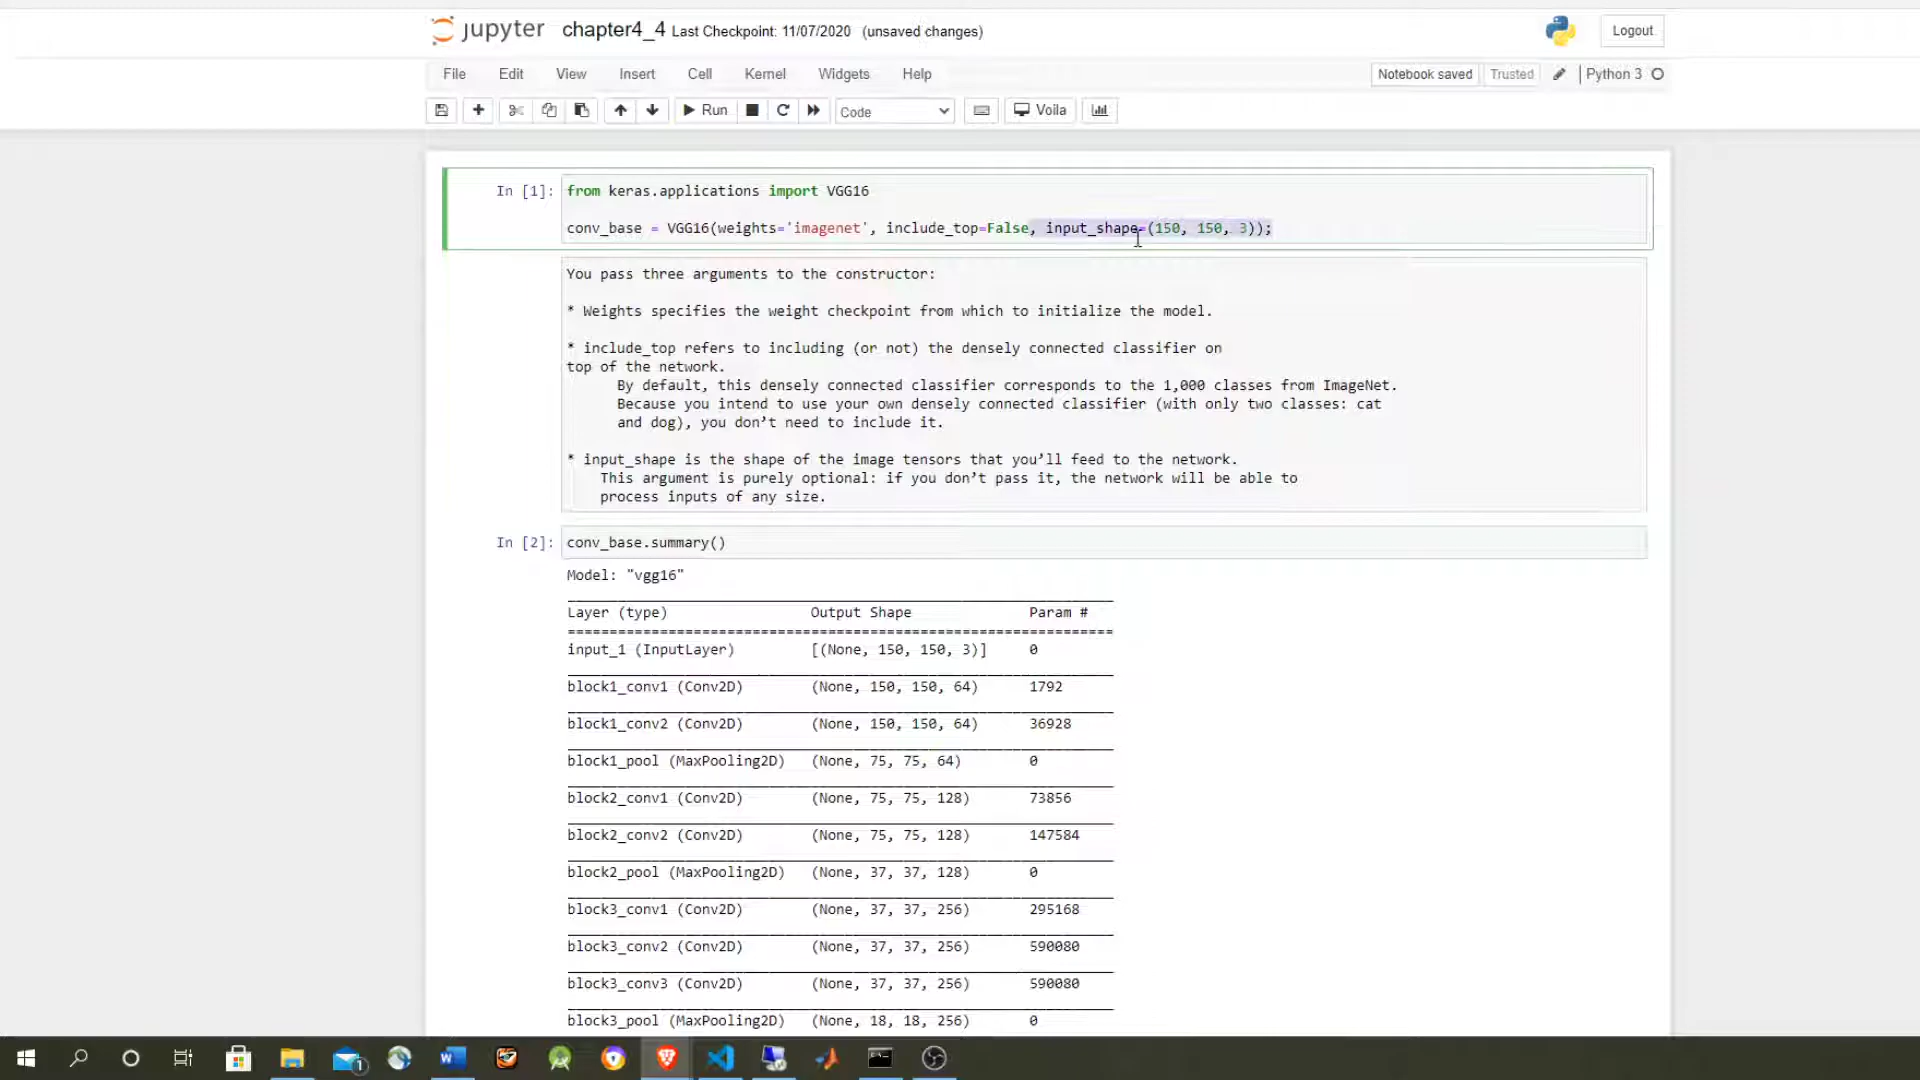 jupyter chapter4_4 Last Checkpoint: 11/07/2020 (unsaved changes) Logout
File Edit View Insert Cell Kernel Widgets Help Notebook saved Trusted Python 3
Run Code Voila
In [1]: from keras.applications import VGG16
conv_base = VGG16(weights='imagenet', include_top=False, input_shape=(150, 150, 3));
You pass three arguments to the constructor:
* Weights specifies the weight checkpoint from which to initialize the model.
* include_top refers to including (or not) the densely connected classifier on
top of the network.
By default, this densely connected classifier corresponds to the 1,000 classes from ImageNet.
Because you intend to use your own densely connected classifier (with only two classes: cat
and dog), you don’t need to include it.
* input_shape is the shape of the image tensors that you’ll feed to the network.
This argument is purely optional: if you don’t pass it, the network will be able to
process inputs of any size.
In [2]: conv_base.summary()
Model: "vgg16"
Layer (type) Output Shape Param #
input_1 (InputLayer) [(None, 150, 150, 3)] 0
block1_conv1 (Conv2D) (None, 150, 150, 64) 1792
block1_conv2 (Conv2D) (None, 150, 150, 64) 36928
block1_pool (MaxPooling2D) (None, 75, 75, 64) 0
block2_conv1 (Conv2D) (None, 75, 75, 128) 73856
block2_conv2 (Conv2D) (None, 75, 75, 128) 147584
block2_pool (MaxPooling2D) (None, 37, 37, 128) 0
block3_conv1 (Conv2D) (None, 37, 37, 256) 295168
block3_conv2 (Conv2D) (None, 37, 37, 256) 590080
block3_conv3 (Conv2D) (None, 37, 37, 256) 590080
block3_pool (MaxPooling2D) (None, 18, 18, 256) 0